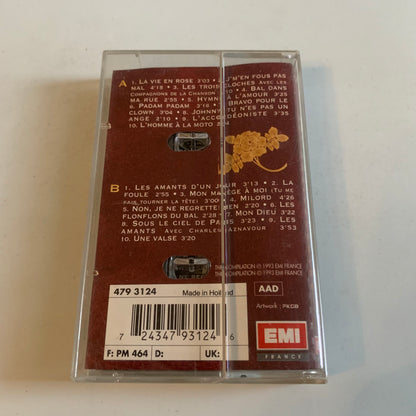 A 1. LA VIE EN ROSE 3'03 • 2. J'M'EN FOUS PAS
MAL 4'18 • 3. LES TROIS CLOCHES AVEC LES
COMPAGNONS DE LA CHANSON 10 • 4. BAL DANS
MA RUE 2'55 • 5. HYMN À L'AMOUR 3'25
6. PADAM PADAM 3'16 • BRAVO POUR LE
CLOWN 3'04 • JOHNNY TU N'ES PAS UN
ANGE 2'10 • 9. L'ACCORDÉONISTE 3'35
10. L'HOMME À LA MOTO
B 1. LES AMANTS D'UN JOUR 3'13 • 2. LA
FOULE 2'55 • 3. MON MANÈGE À MOI (TU ME
FAIS TOURNER LA TÊTE) 3'00 • 4. MILORD 4'26
5. NON, JE NE REGRETTE RIEN 2'20 • 6. LES
FLONFLONS DU BAL 2'28 • 7. MON DIEU 3'22
8. SOUS LE CIEL DE PARIS 3'23 • 9. LES
AMANTS AVEC CHARLES AZNAVOUR 3'53
10. UNE VALSE 3'20
THIS COMPILATION Ⓟ 1993 EMI FRANCE
THIS COMPILATION © 1993 EMI FRANCE
479 3124
Made in Holland
AAD
Artwork : PKGB
7 24347 93124 6
F: PM 464 D: UK:
EMI
FRANCE